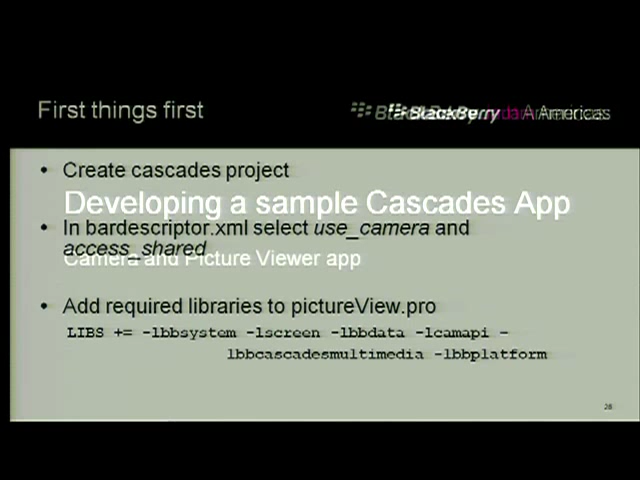 First things first
BlackBerry
Americas
• Create cascades project
Developing a sample Cascades App
• In bardescriptor.xml select use_camera and
access_shared
Camera and Picture Viewer app
• Add required libraries to pictureView.pro
LIBS += -lbbsystem -lscreen -lbbdata -lcamapi -
lbbcascadesmultimedia -lbbplatform
28